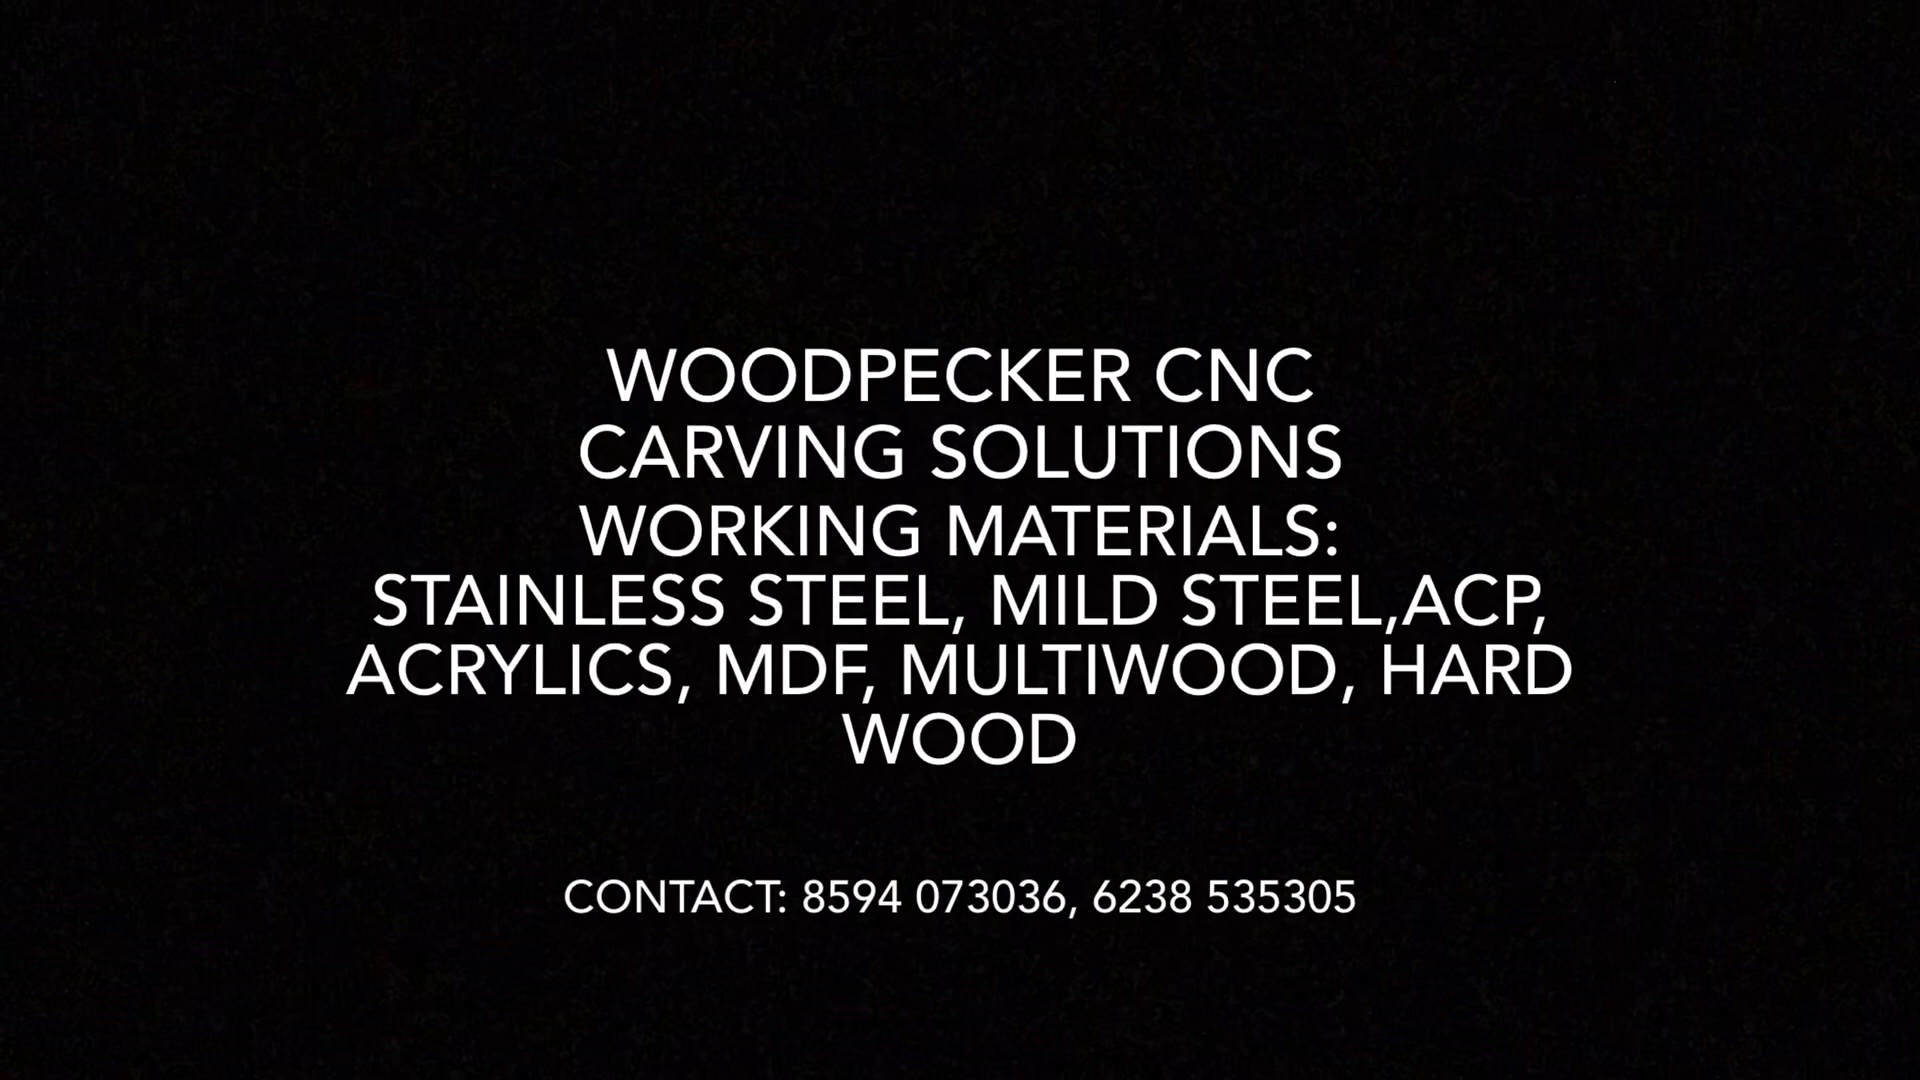 WOODPECKER CNC
CARVING SOLUTIONS
WORKING MATERIALS:
STAINLESS STEEL, MILD STEEL,ACP,
ACRYLICS, MDF, MULTIWOOD, HARD
WOOD
CONTACT: 8594 073036, 6238 535305